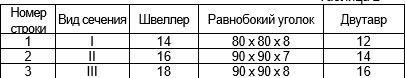 Таблица 2
Номер строки Вид сечения Швеллер Равнобокий уголок Двутавр
1 I 14 80 x 80 x 8 12
2 II 16 90 x 90 x 7 14
3 III 18 90 x 90 x 8 16